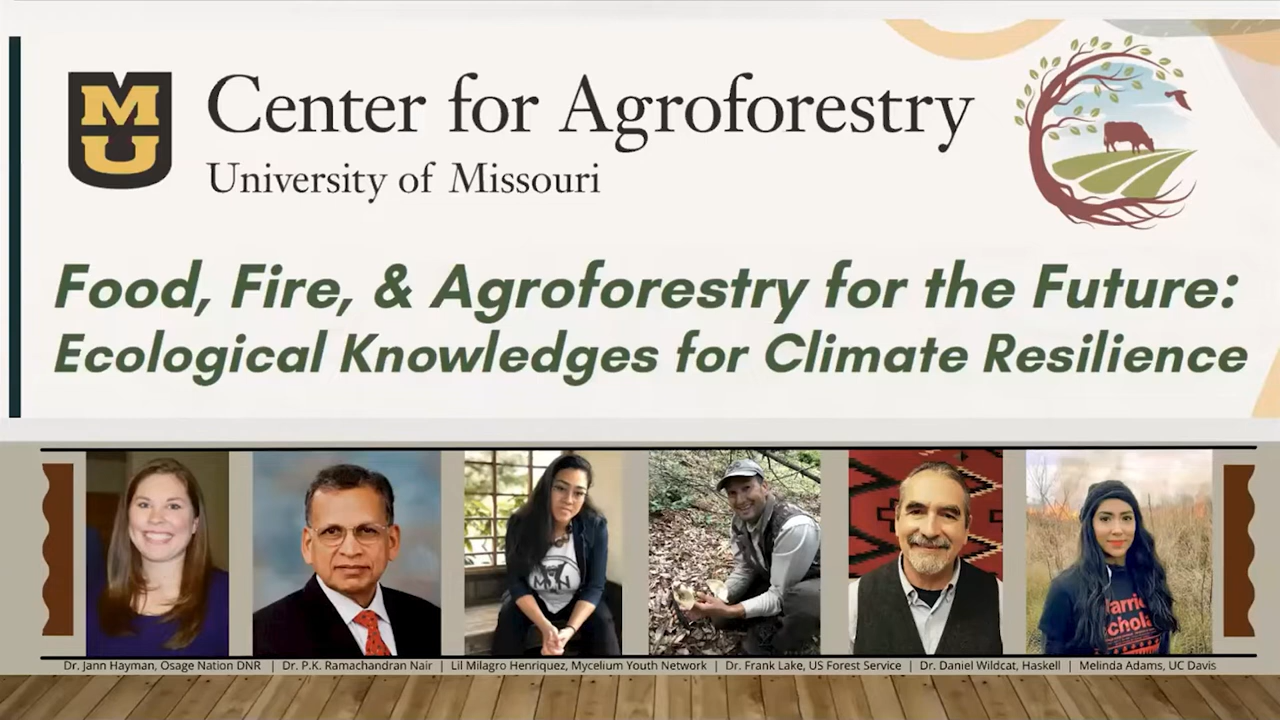 MU
Center for Agroforestry
University of Missouri
Food, Fire, & Agroforestry for the Future:
Ecological Knowledges for Climate Resilience
Dr. Jann Hayman, Osage Nation DNR | Dr. P.K. Ramachandran Nair | Lil Milagro Henriquez, Mycelium Youth Network | Dr. Frank Lake, US Forest Service | Dr. Daniel Wildcat, Haskell | Melinda Adams, UC Davis